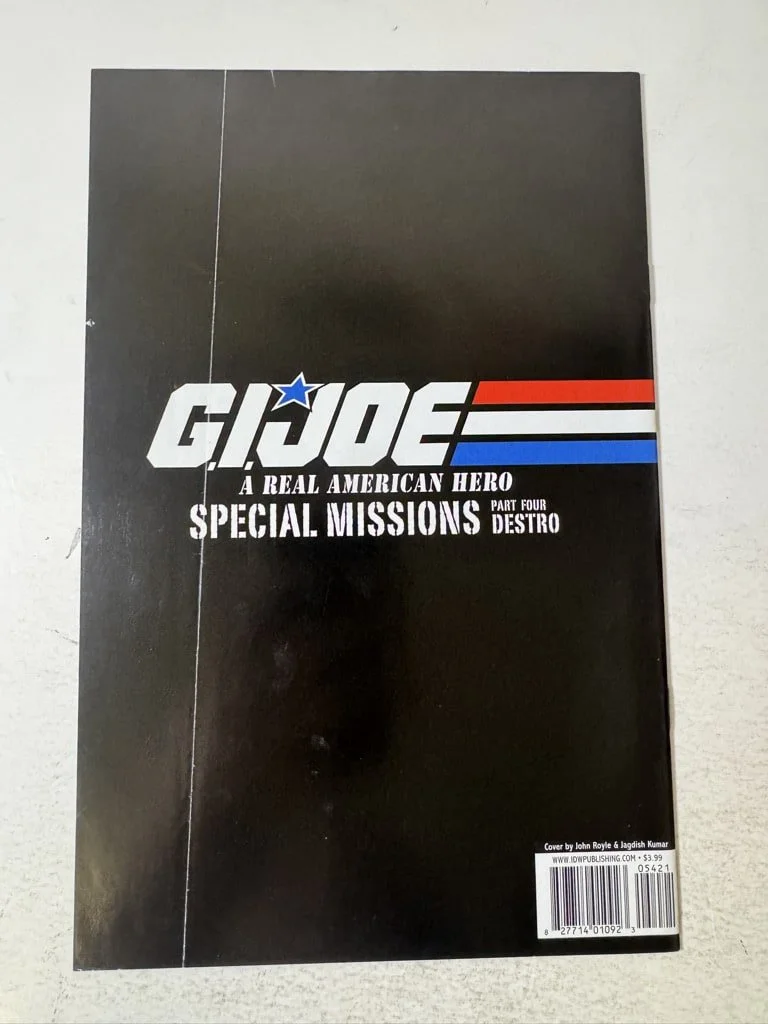 G.I.JOE
A REAL AMERICAN HERO
SPECIAL MISSIONS PART FOUR DESTRO
Cover by John Royle & Jagdish Kumar
WWW.IDWPUBLISHING.COM • $3.99
05421
8 27714 01092 3